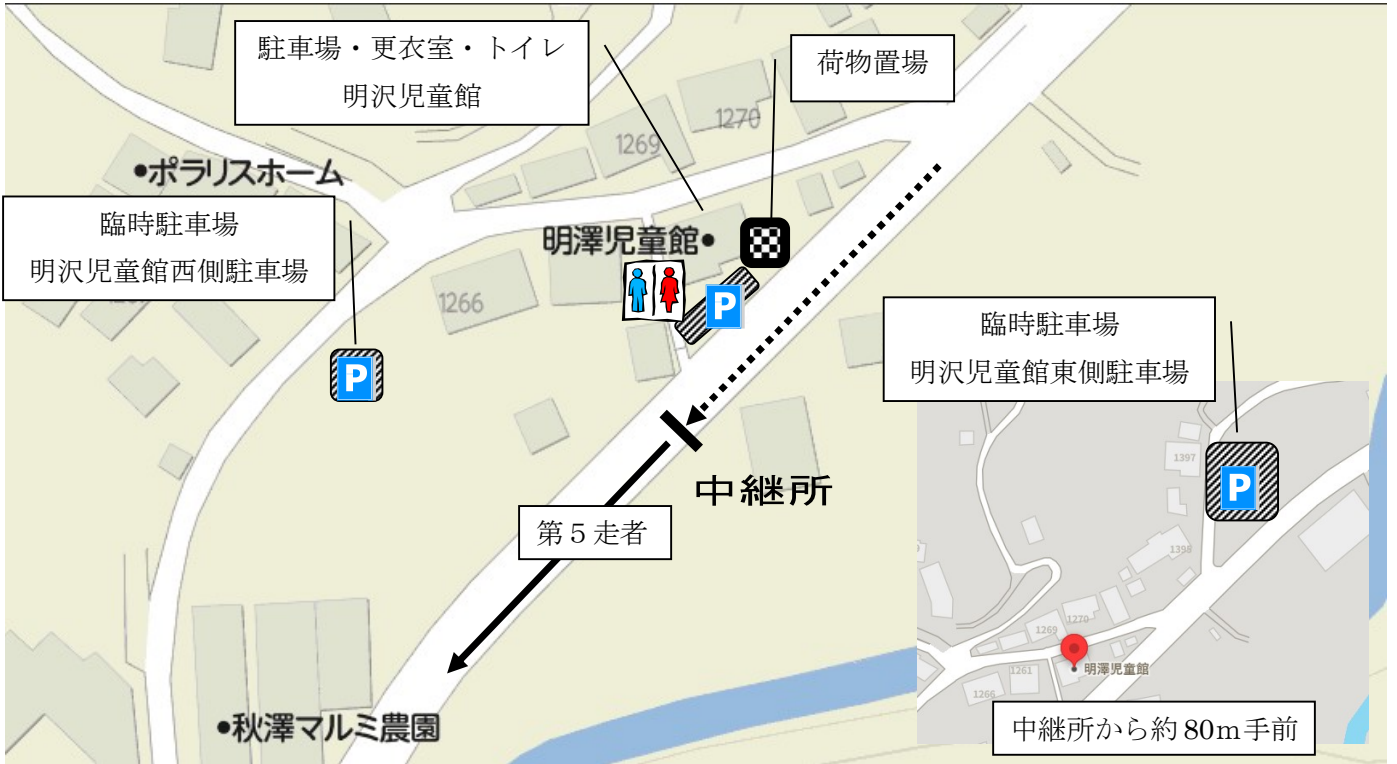 駐車場・更衣室・トイレ
明沢児童館
荷物置場
1270
1269
•ポラリスホーム
臨時駐車場
明沢児童館西側駐車場
明澤児童館•
1266
P
P
臨時駐車場
明沢児童館東側駐車場
中継所
第5走者
1397
P
1398
1270
1269
1261
明澤児童館
1266
•秋澤マルミ農園
中継所から約80m手前